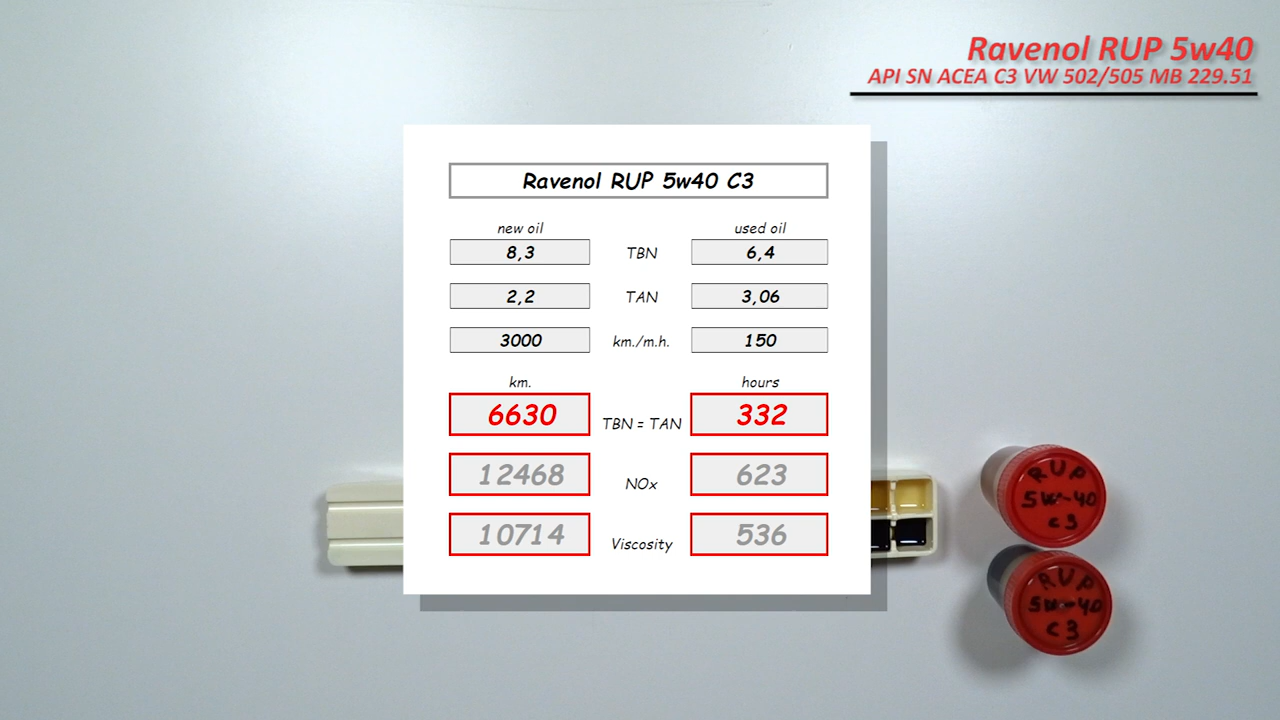 Ravenol RUP 5w40
API SN ACEA C3 VW 502/505 MB 229.51
Ravenol RUP 5w40 C3
new oil used oil
8,3 TBN 6,4
2,2 TAN 3,06
3000 km./m.h. 150
km. hours
6630 TBN = TAN 332
12468 NOx 623
10714 Viscosity 536
RUP
5W-40
C3
RUP
5W-40
C3